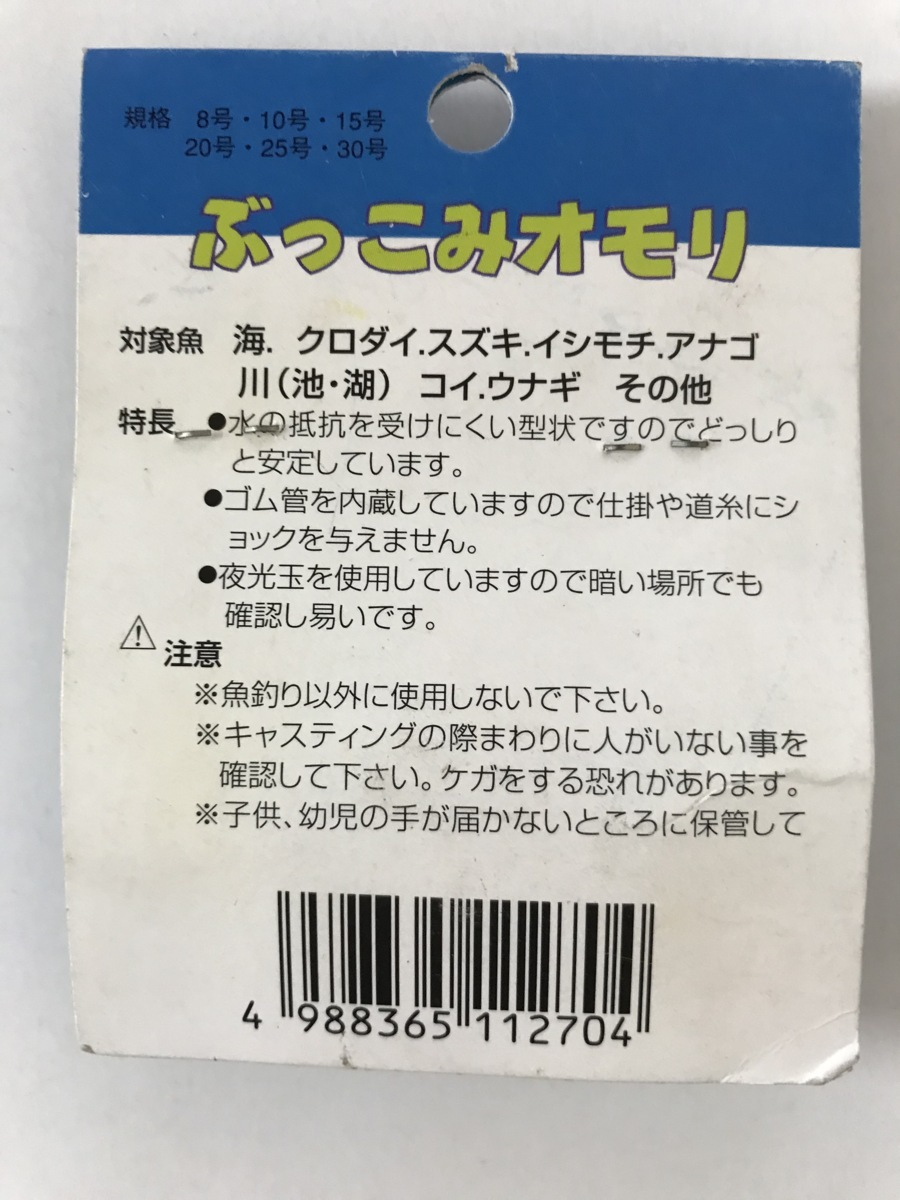 規格 8号・10号・15号
20号・25号・30号
ぶっこみオモリ
対象魚 海. クロダイ.スズキ.イシモチ.アナゴ
川(池・湖) コイ.ウナギ その他
特長 ●水の抵抗を受けにくい型状ですのでどっしり
と安定しています。
●ゴム管を内蔵していますので仕掛や道糸にシ
ョックを与えません。
●夜光玉を使用していますので暗い場所でも
確認し易いです。
⚠注意
※魚釣り以外に使用しないで下さい。
※キャスティングの際まわりに人がいない事を
確認して下さい。ケガをする恐れがあります。
※子供、幼児の手が届かないところに保管して
4 988365 112704